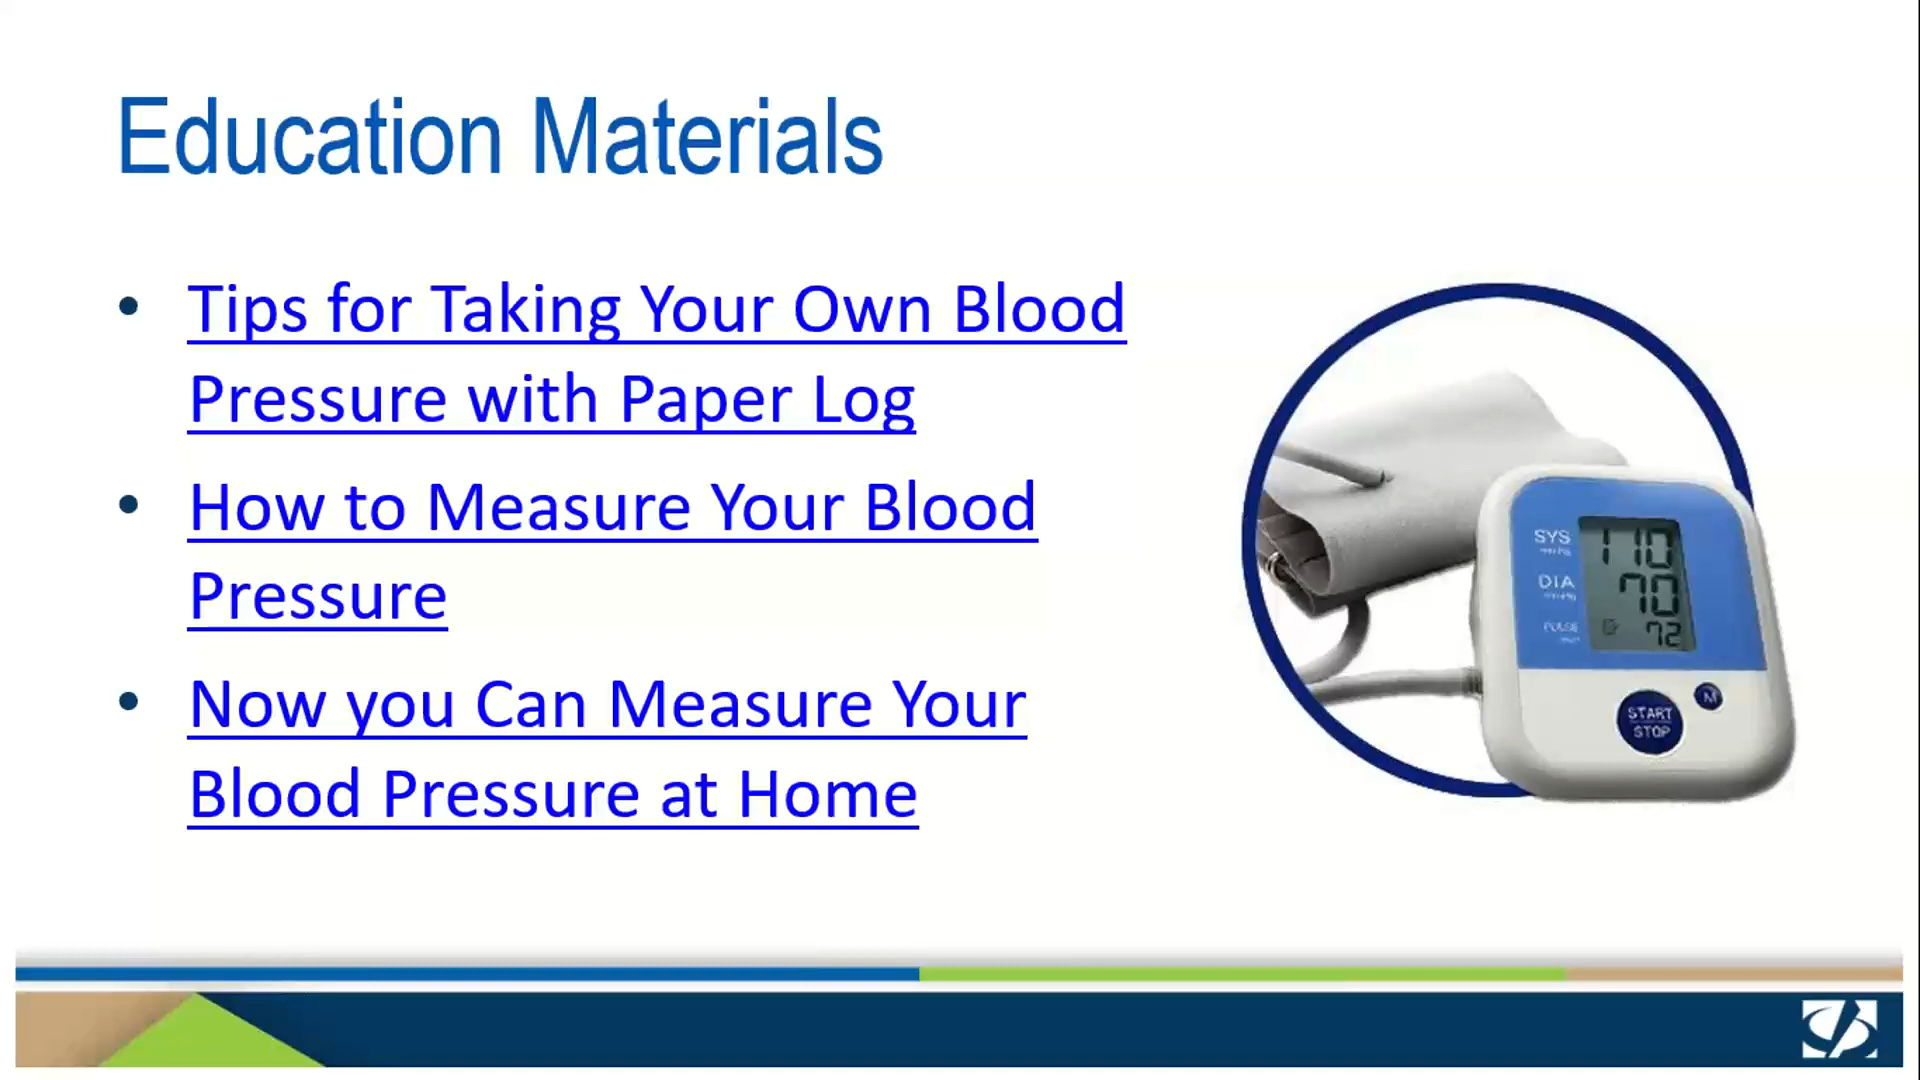 Education Materials
• Tips for Taking Your Own Blood
Pressure with Paper Log
• How to Measure Your Blood
Pressure
• Now you Can Measure Your
Blood Pressure at Home
SYS
110
DIA
70
PULSE
72
M
START
STOP